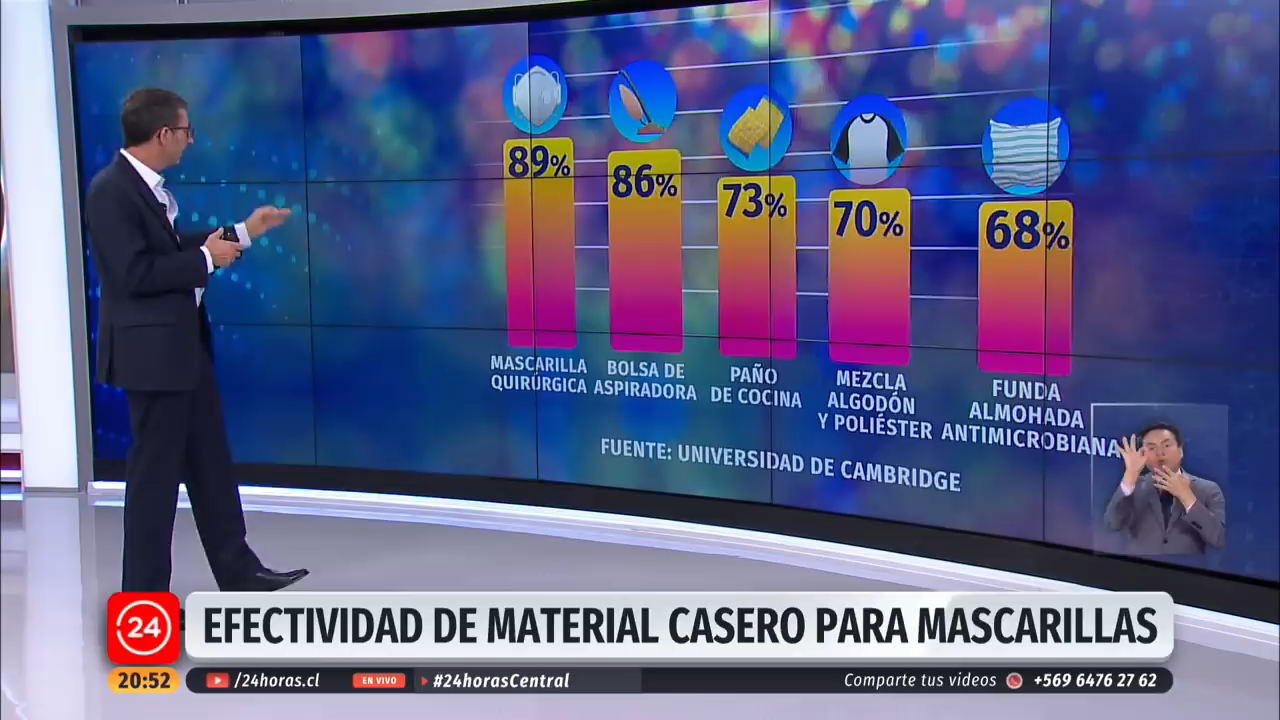 89%
86%
73%
70%
68%
MASCARILLA
QUIRÚRGICA
BOLSA DE
ASPIRADORA
PAÑO
DE COCINA
MEZCLA
ALGODÓN
Y POLIÉSTER
FUNDA
ALMOHADA
ANTIMICROBIANA
FUENTE: UNIVERSIDAD DE CAMBRIDGE
24
EFECTIVIDAD DE MATERIAL CASERO PARA MASCARILLAS
20:52
/24horas.cl
EN VIVO
#24horasCentral
Comparte tus videos
+569 6476 27 62